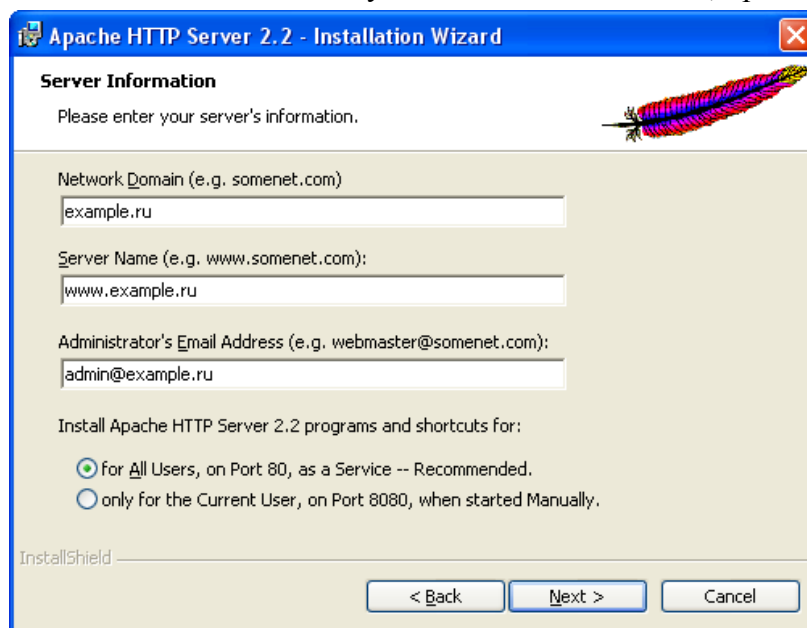 Apache HTTP Server 2.2 - Installation Wizard
Server Information
Please enter your server's information.
Network Domain (e.g. somenet.com)
example.ru
Server Name (e.g. www.somenet.com):
www.example.ru
Administrator's Email Address (e.g. webmaster@somenet.com):
admin@example.ru
Install Apache HTTP Server 2.2 programs and shortcuts for:
for All Users, on Port 80, as a Service -- Recommended.
only for the Current User, on Port 8080, when started Manually.
InstallShield
< Back Next > Cancel